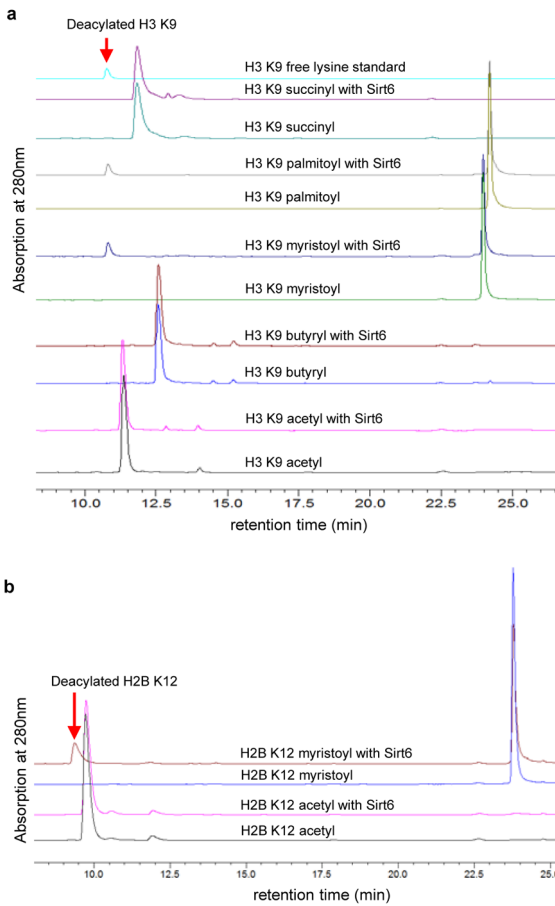 a
Deacylated H3 K9
H3 K9 free lysine standard
H3 K9 succinyl with Sirt6
H3 K9 succinyl
H3 K9 palmitoyl with Sirt6
H3 K9 palmitoyl
H3 K9 myristoyl with Sirt6
H3 K9 myristoyl
H3 K9 butyryl with Sirt6
H3 K9 butyryl
H3 K9 acetyl with Sirt6
H3 K9 acetyl
Absorption at 280nm
10.0 12.5 15.0 17.5 20.0 22.5 25.0
retention time (min)
b
Deacylated H2B K12
H2B K12 myristoyl with Sirt6
H2B K12 myristoyl
H2B K12 acetyl with Sirt6
H2B K12 acetyl
Absorption at 280nm
10.0 12.5 15.0 17.5 20.0 22.5 25.0
retention time (min)